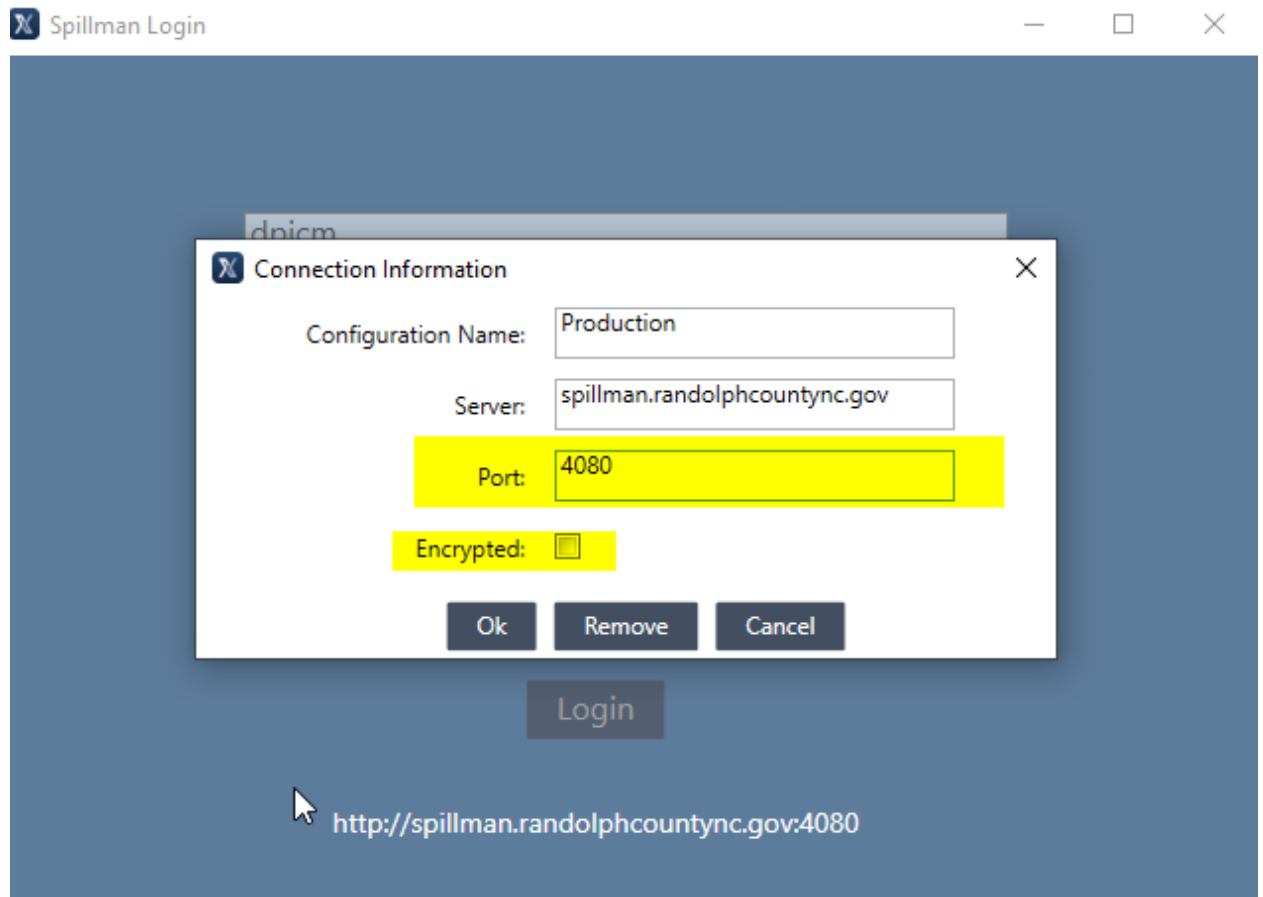 Spillman Login
dpicm
Connection Information
Configuration Name: Production
Server: spillman.randolphcountync.gov
Port: 4080
Encrypted:
Ok Remove Cancel
Login
http://spillman.randolphcountync.gov:4080